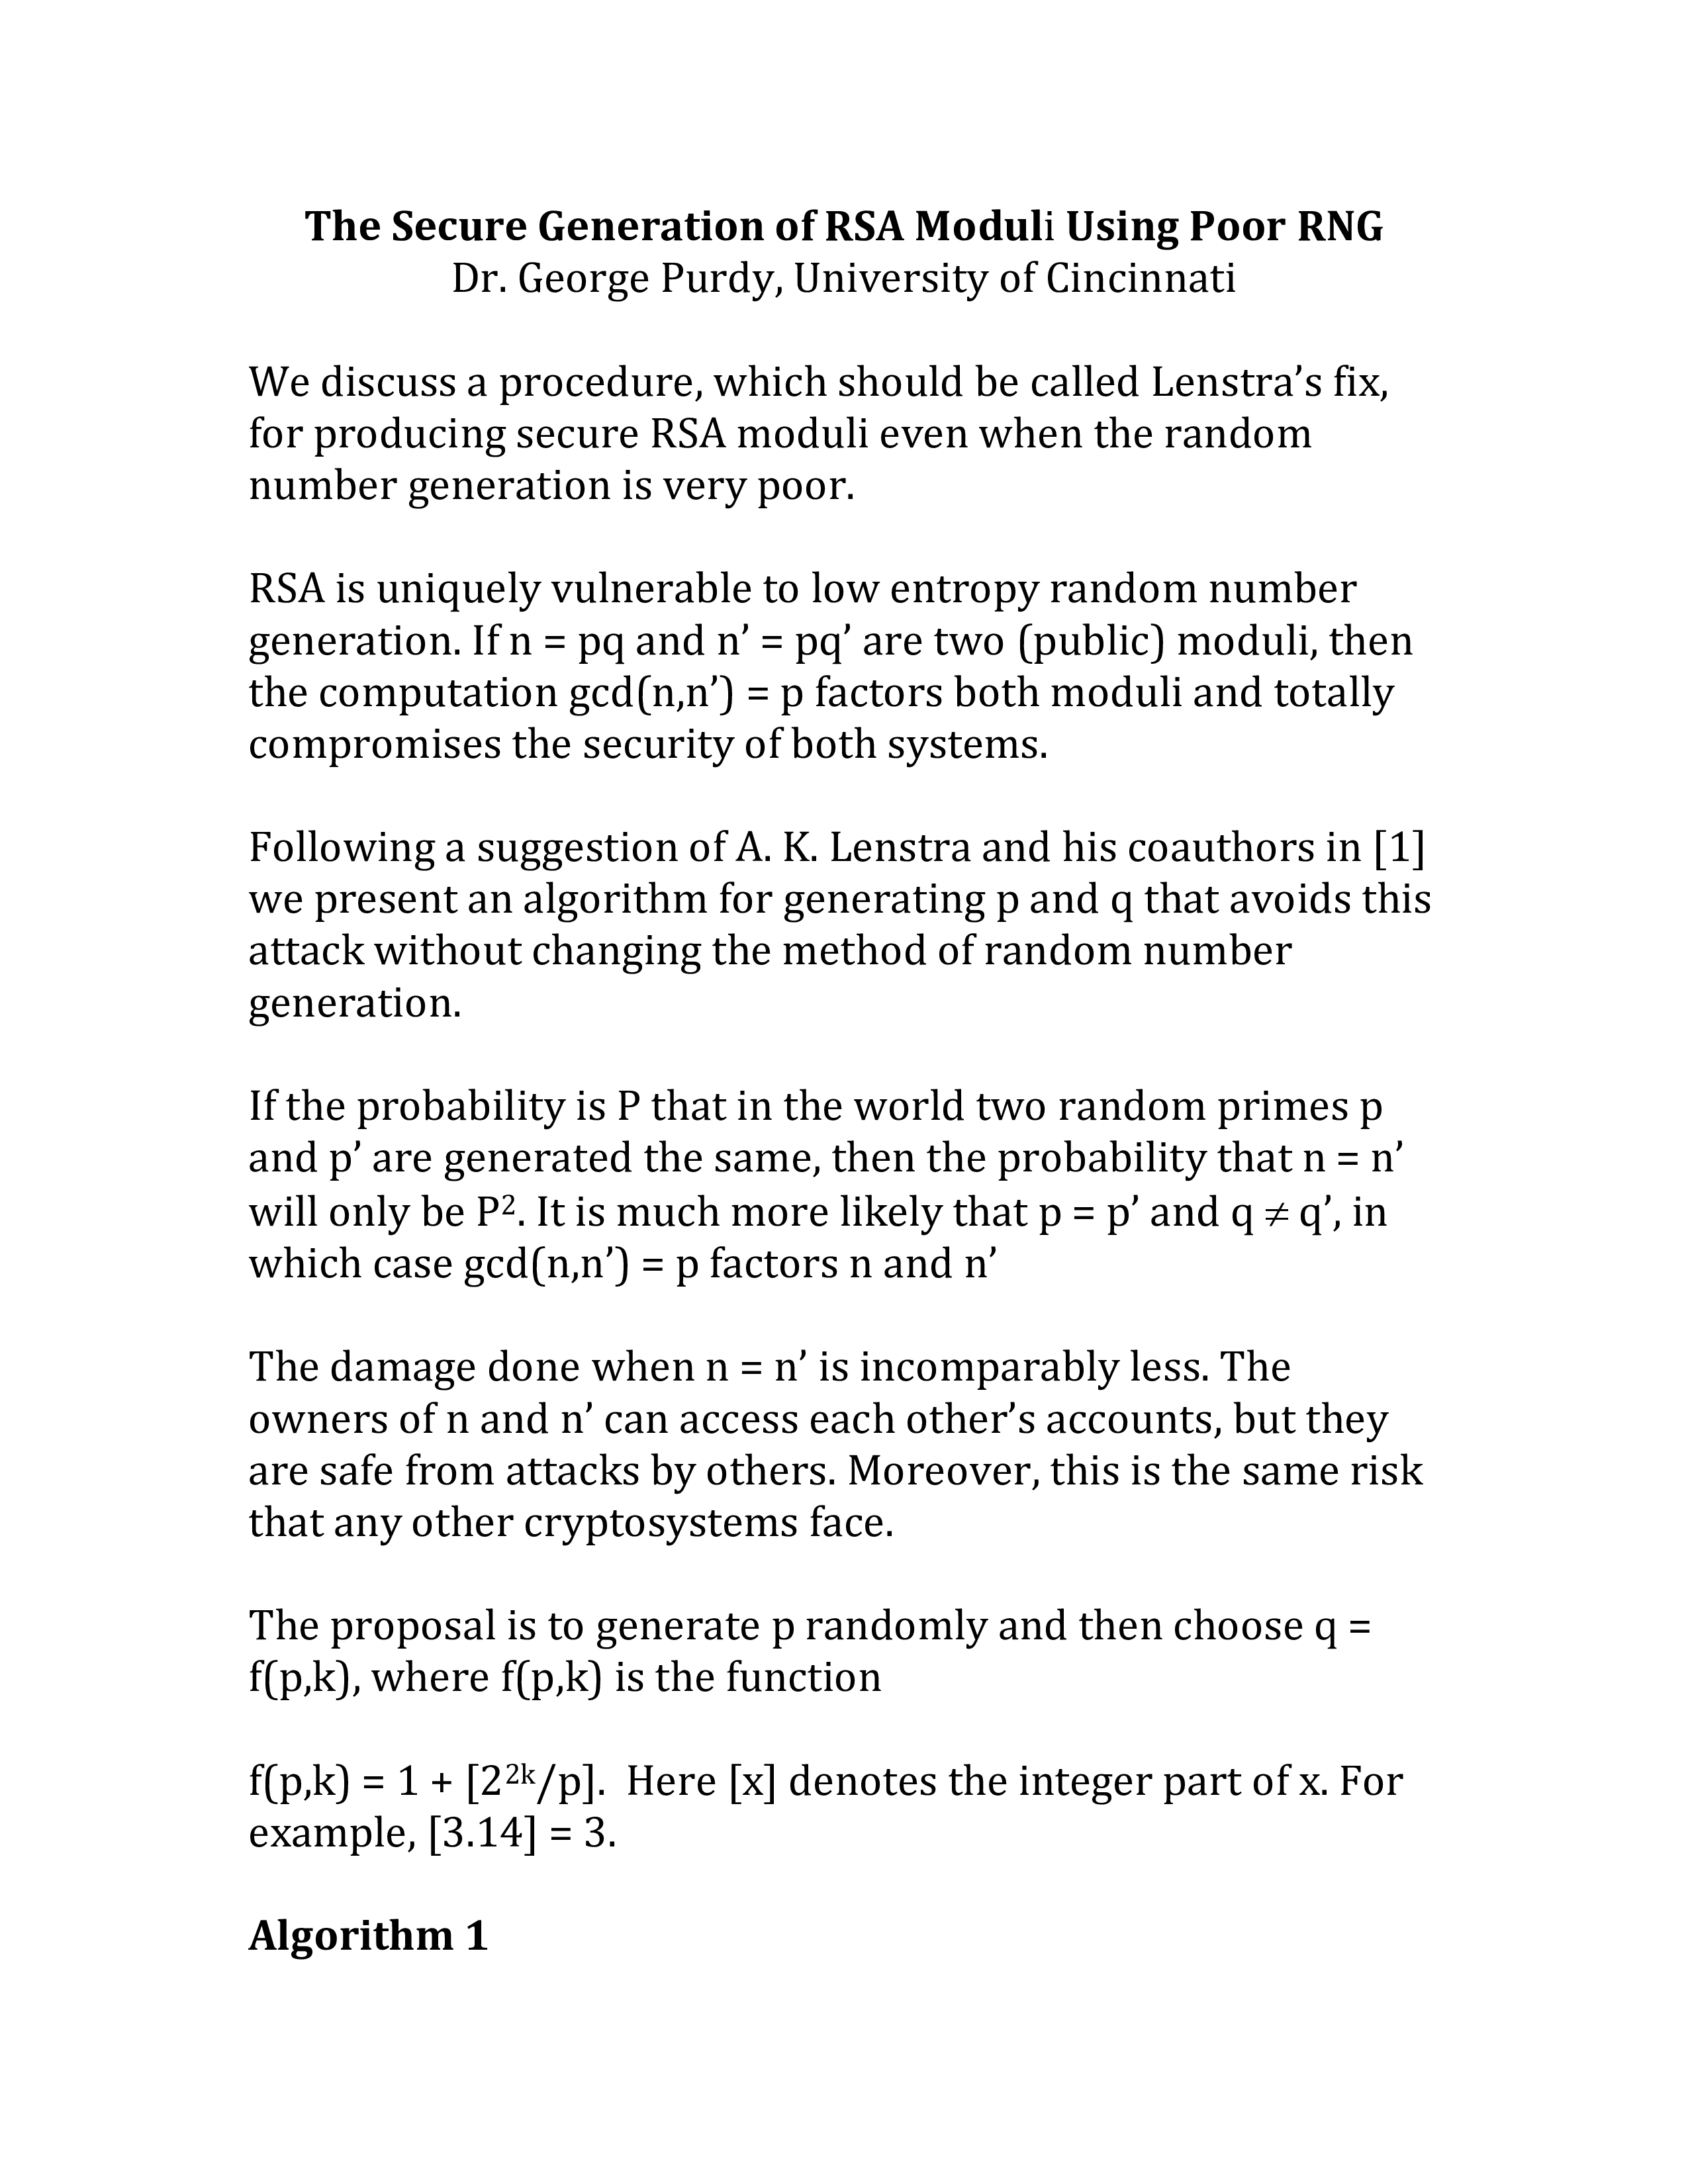 The Secure Generation of RSA Moduli Using Poor RNG
Dr. George Purdy, University of Cincinnati
We discuss a procedure, which should be called Lenstra’s fix,
for producing secure RSA moduli even when the random
number generation is very poor.
RSA is uniquely vulnerable to low entropy random number
generation. If n = pq and n’ = pq’ are two (public) moduli, then
the computation gcd(n,n’) = p factors both moduli and totally
compromises the security of both systems.
Following a suggestion of A. K. Lenstra and his coauthors in [1]
we present an algorithm for generating p and q that avoids this
attack without changing the method of random number
generation.
If the probability is P that in the world two random primes p
and p’ are generated the same, then the probability that n = n’
will only be P². It is much more likely that p = p’ and q ≠ q’, in
which case gcd(n,n’) = p factors n and n’
The damage done when n = n’ is incomparably less. The
owners of n and n’ can access each other’s accounts, but they
are safe from attacks by others. Moreover, this is the same risk
that any other cryptosystems face.
The proposal is to generate p randomly and then choose q =
f(p,k), where f(p,k) is the function
f(p,k) = 1 + [2²ᵏ/p].  Here [x] denotes the integer part of x. For
example, [3.14] = 3.
Algorithm 1